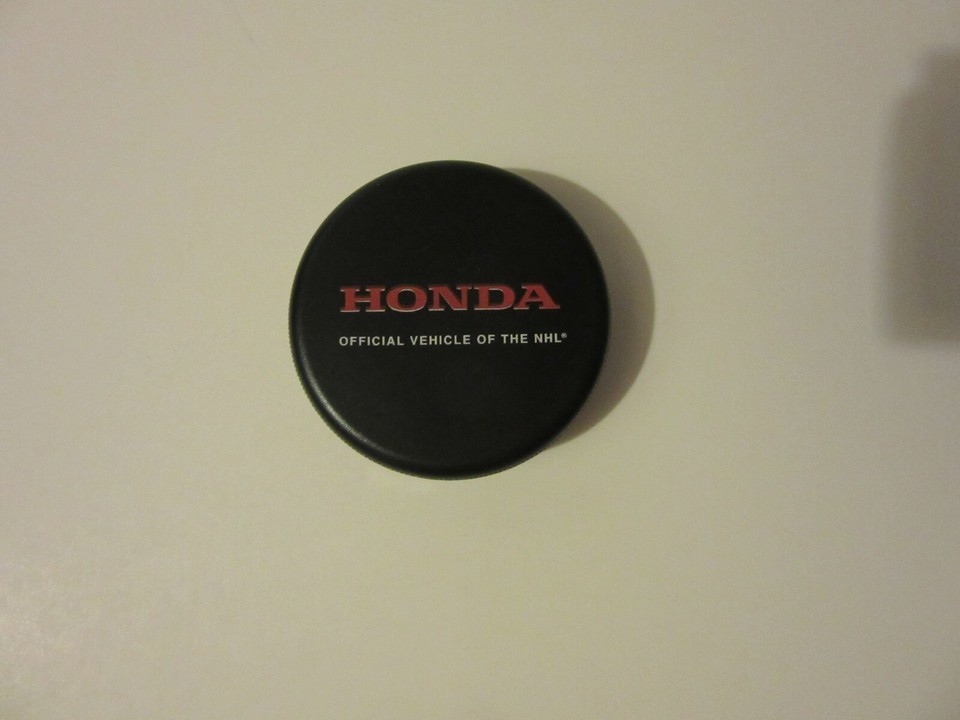 HONDA
OFFICIAL VEHICLE OF THE NHL®